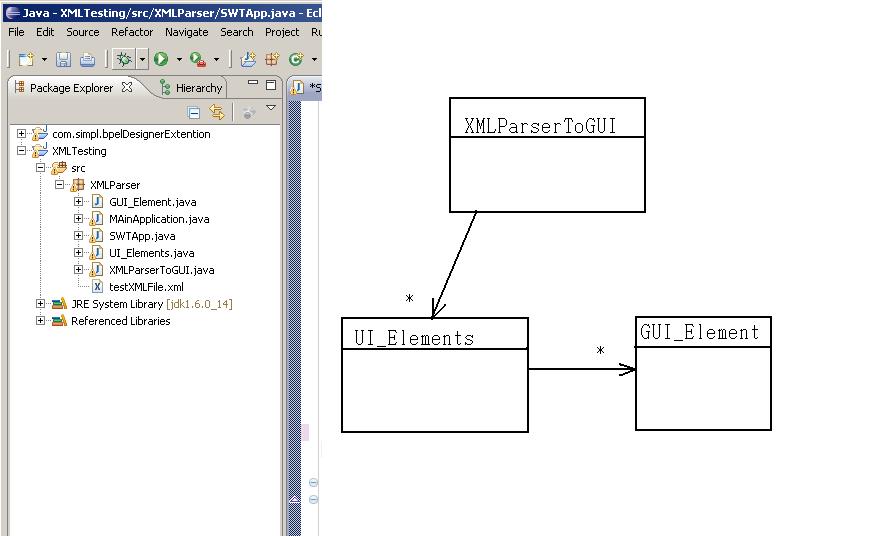 Java - XMLTesting/src/XMLParser/SWTApp.java - Ecl
File Edit Source Refactor Navigate Search Project Ru
Package Explorer Hierarchy *S
com.simpl.bpelDesignerExtention
XMLTesting
src
XMLParser
GUI_Element.java
MAinApplication.java
SWTApp.java
UI_Elements.java
XMLParserToGUI.java
testXMLFile.xml
JRE System Library [jdk1.6.0_14]
Referenced Libraries
XMLParserToGUI
*
UI_Elements
*
GUI_Element